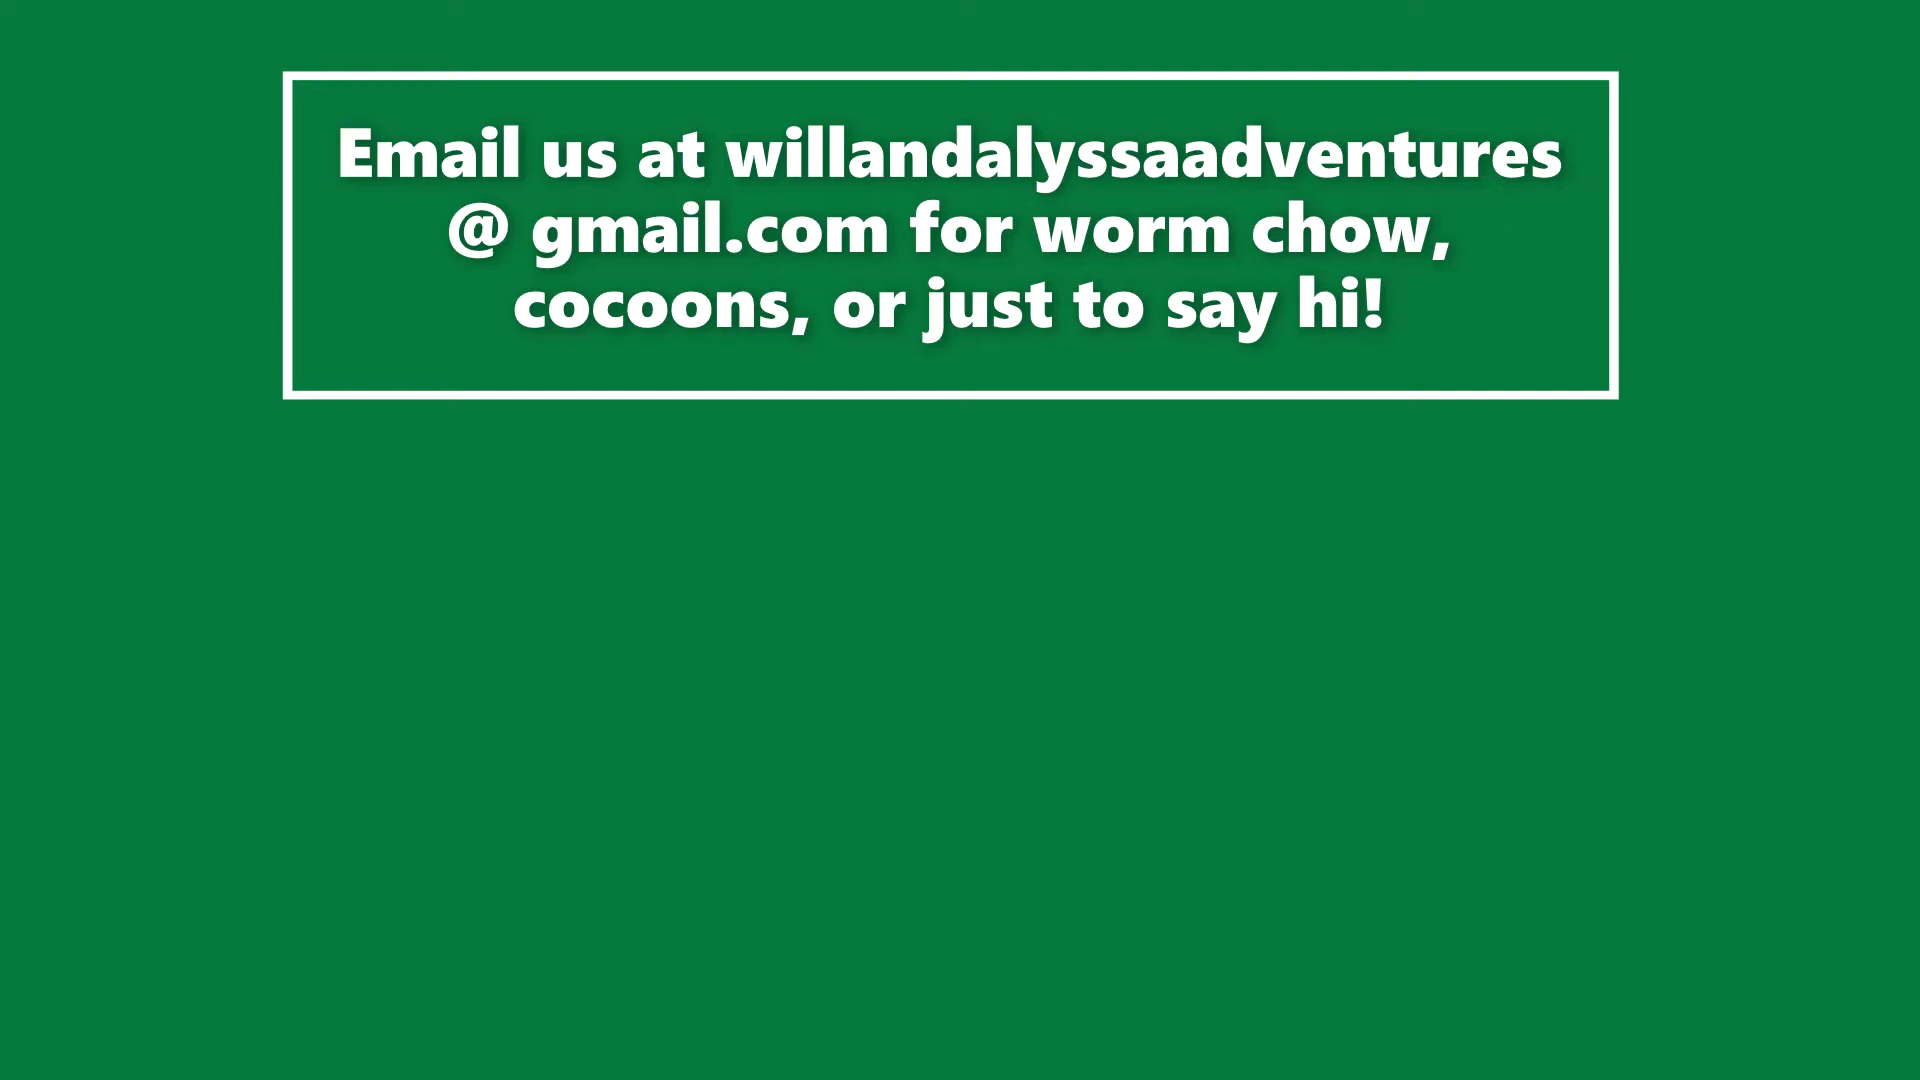 Email us at willandalyssaadventures
@ gmail.com for worm chow,
cocoons, or just to say hi!